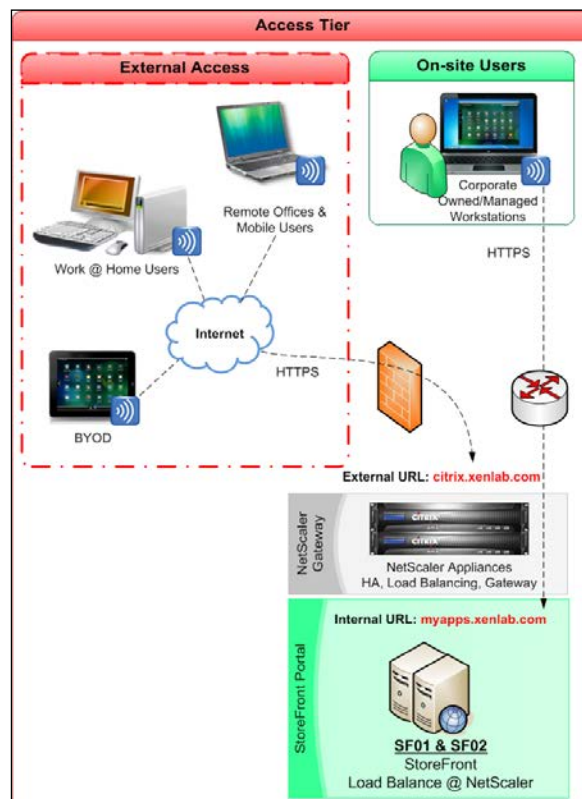 Access Tier
External Access
Remote Offices &
Mobile Users
Work @ Home Users
Internet
HTTPS
BYOD
On-site Users
Corporate
Owned/Managed
Workstations
HTTPS
External URL: citrix.xenlab.com
NetScaler
Gateway
CITRIX
CITRIX
NetScaler Appliances
HA, Load Balancing, Gateway
StoreFront Portal
Internal URL: myapps.xenlab.com
SF01 & SF02
StoreFront
Load Balance @ NetScaler